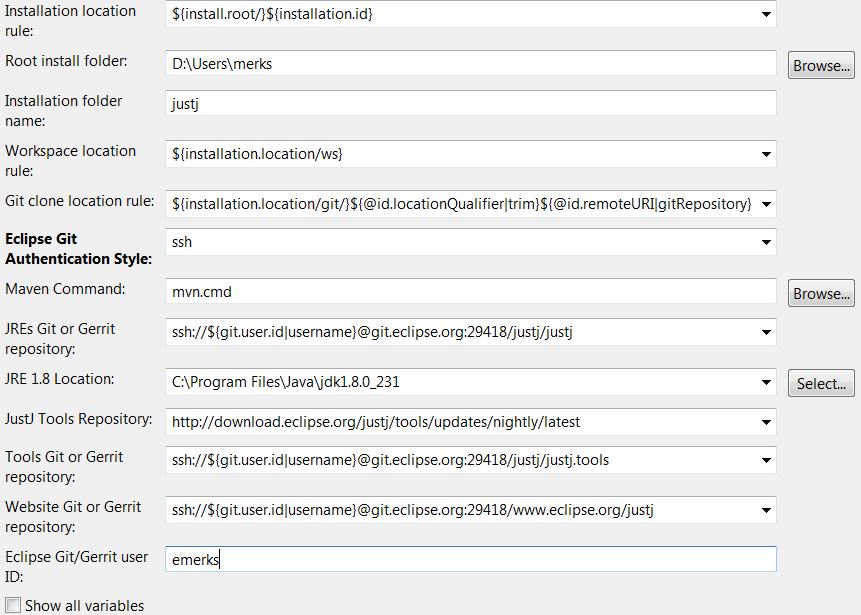 Installation location rule:
${install.root/}${installation.id}
Root install folder:
D:\Users\merks
Browse...
Installation folder name:
justj
Workspace location rule:
${installation.location/ws}
Git clone location rule:
${installation.location/git/}${@id.locationQualifier|trim}${@id.remoteURI|gitRepository}
Eclipse Git Authentication Style:
ssh
Maven Command:
mvn.cmd
Browse...
JREs Git or Gerrit repository:
ssh://${git.user.id|username}@git.eclipse.org:29418/justj/justj
JRE 1.8 Location:
C:\Program Files\Java\jdk1.8.0_231
Select...
JustJ Tools Repository:
http://download.eclipse.org/justj/tools/updates/nightly/latest
Tools Git or Gerrit repository:
ssh://${git.user.id|username}@git.eclipse.org:29418/justj/justj.tools
Website Git or Gerrit repository:
ssh://${git.user.id|username}@git.eclipse.org:29418/www.eclipse.org/justj
Eclipse Git/Gerrit user ID:
emerks
Show all variables